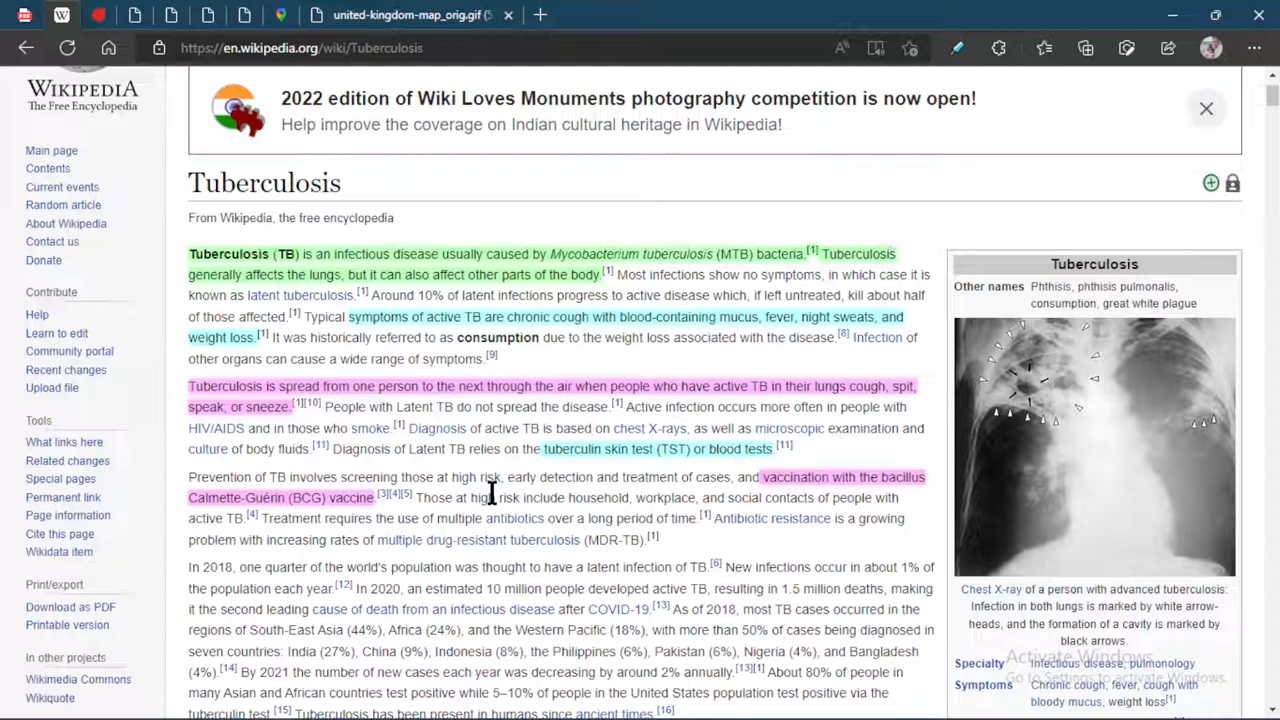 united-kingdom-map_orig.gif (5
https://en.wikipedia.org/wiki/Tuberculosis
WIKIPEDIA
The Free Encyclopedia
Main page
Contents
Current events
Random article
About Wikipedia
Contact us
Donate
Contribute
Help
Learn to edit
Community portal
Recent changes
Upload file
Tools
What links here
Related changes
Special pages
Permanent link
Page information
Cite this page
Wikidata item
Print/export
Download as PDF
Printable version
In other projects
Wikimedia Commons
Wikiquote
2022 edition of Wiki Loves Monuments photography competition is now open!
Help improve the coverage on Indian cultural heritage in Wikipedia!
Tuberculosis
From Wikipedia, the free encyclopedia
Tuberculosis (TB) is an infectious disease usually caused by Mycobacterium tuberculosis (MTB) bacteria.[1] Tuberculosis
generally affects the lungs, but it can also affect other parts of the body.[1] Most infections show no symptoms, in which case it is
known as latent tuberculosis.[1] Around 10% of latent infections progress to active disease which, if left untreated, kill about half
of those affected.[1] Typical symptoms of active TB are chronic cough with blood-containing mucus, fever, night sweats, and
weight loss.[1] It was historically referred to as consumption due to the weight loss associated with the disease.[8] Infection of
other organs can cause a wide range of symptoms.[9]
Tuberculosis is spread from one person to the next through the air when people who have active TB in their lungs cough, spit,
speak, or sneeze.[1][10] People with Latent TB do not spread the disease.[1] Active infection occurs more often in people with
HIV/AIDS and in those who smoke.[1] Diagnosis of active TB is based on chest X-rays, as well as microscopic examination and
culture of body fluids.[11] Diagnosis of Latent TB relies on the tuberculin skin test (TST) or blood tests.[11]
Prevention of TB involves screening those at high risk, early detection and treatment of cases, and vaccination with the bacillus
Calmette-Guérin (BCG) vaccine.[3][4][5] Those at high risk include household, workplace, and social contacts of people with
active TB.[4] Treatment requires the use of multiple antibiotics over a long period of time.[1] Antibiotic resistance is a growing
problem with increasing rates of multiple drug-resistant tuberculosis (MDR-TB).[1]
In 2018, one quarter of the world's population was thought to have a latent infection of TB.[6] New infections occur in about 1% of
the population each year.[12] In 2020, an estimated 10 million people developed active TB, resulting in 1.5 million deaths, making
it the second leading cause of death from an infectious disease after COVID-19.[13] As of 2018, most TB cases occurred in the
regions of South-East Asia (44%), Africa (24%), and the Western Pacific (18%), with more than 50% of cases being diagnosed in
seven countries: India (27%), China (9%), Indonesia (8%), the Philippines (6%), Pakistan (6%), Nigeria (4%), and Bangladesh
(4%).[14] By 2021 the number of new cases each year was decreasing by around 2% annually.[13][1] About 80% of people in
many Asian and African countries test positive while 5–10% of people in the United States population test positive via the
tuberculin test.[15] Tuberculosis has been present in humans since ancient times.[16]
Tuberculosis
Other names Phthisis, phthisis pulmonalis,
consumption, great white plague
Chest X-ray of a person with advanced tuberculosis:
Infection in both lungs is marked by white arrow-
heads, and the formation of a cavity is marked by
black arrows.
Specialty Infectious disease, pulmonology
Symptoms Chronic cough, fever, cough with
bloody mucus, weight loss[1]
Activate Windows
Go to Settings to activate Windows.